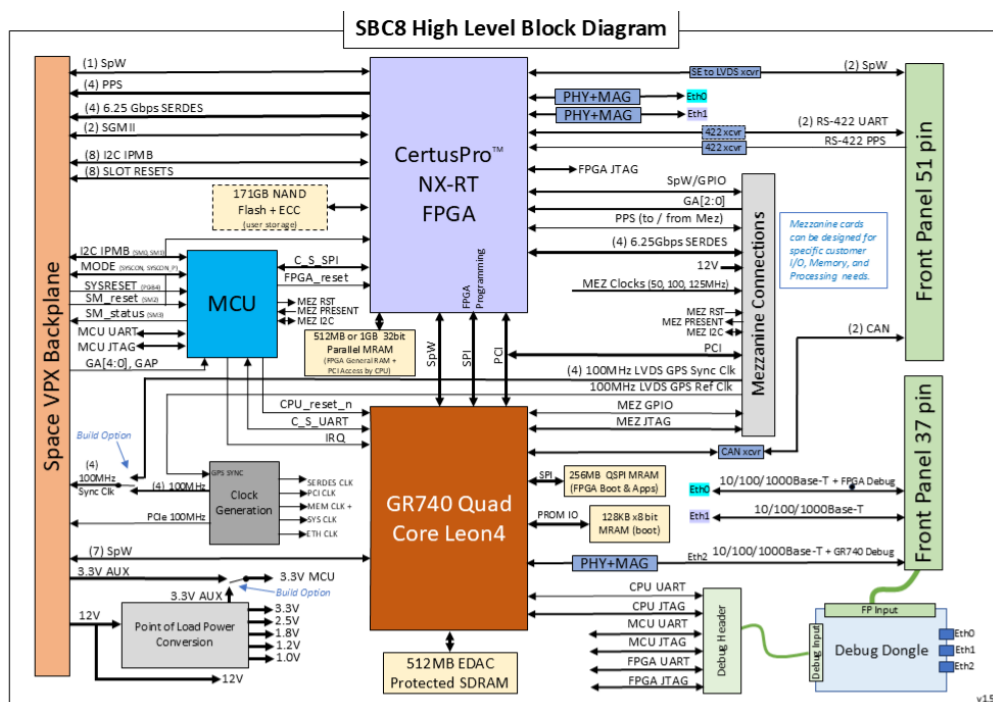 SBC8 High Level Block Diagram
Space VPX Backplane
(1) SpW
(4) PPS
(4) 6.25 Gbps SERDES
(2) SGMII
(8) I2C IPMB
(8) SLOT RESETS
171GB NAND
Flash + ECC
(user storage)
CertusPro™
NX-RT
FPGA
FPGA
Programming
SE to LVDS xcvr
(2) SpW
PHY+MAG
Eth0
PHY+MAG
Eth1
422 xcvr
(2) RS-422 UART
422 xcvr
RS-422 PPS
Front Panel 51 pin
FPGA JTAG
SpW/GPIO
GA[2:0]
PPS (to / from Mez)
(4) 6.25Gbps SERDES
12V
MEZ Clocks (50, 100, 125MHz)
MEZ RST
MEZ PRESENT
MEZ I2C
PCI
Mezzanine Connections
Mezzanine cards
can be designed for
specific customer
I/O, Memory, and
Processing needs.
(2) CAN
I2C IPMB (SM0, SM1)
MODE (SYSCON, SYSCON_P)
SYSRESET (PG84)
SM_reset (SM2)
SM_status (SM3)
MCU UART
MCU JTAG
GA[4:0], GAP
MCU
C_S_SPI
FPGA_reset
MEZ RST
MEZ PRESENT
MEZ I2C
512MB or 1GB 32bit
Parallel MRAM
(FPGA General RAM +
PCI Access by CPU)
SpW
SPI
PCI
(4) 100MHz LVDS GPS Sync Clk
100MHz LVDS GPS Ref Clk
CPU_reset_n
C_S_UART
IRQ
MEZ GPIO
MEZ JTAG
CAN xcvr
Build Option
(4)
100MHz
Sync Clk
(4) 100MHz
PCIe 100MHz
GPS SYNC
Clock
Generation
SERDES CLK
PCI CLK
MEM CLK +
SYS CLK
ETH CLK
GR740 Quad
Core Leon4
SPI
256MB QSPI MRAM
(FPGA Boot & Apps)
PROM IO
128KB x8 bit
MRAM (boot)
Eth0
10/100/1000Base-T + FPGA Debug
Eth1
10/100/1000Base-T
PHY+MAG
Eth2
10/100/1000Base-T + GR740 Debug
Front Panel 37 pin
(7) SpW
3.3V AUX
3.3V MCU
3.3V AUX
Build Option
12V
Point of Load Power
Conversion
3.3V
2.5V
1.8V
1.2V
1.0V
12V
512MB EDAC
Protected SDRAM
CPU UART
CPU JTAG
MCU UART
MCU JTAG
FPGA UART
FPGA JTAG
Debug Header
FP Input
Debug Input
Debug Dongle
Eth0
Eth1
Eth2
v1.5